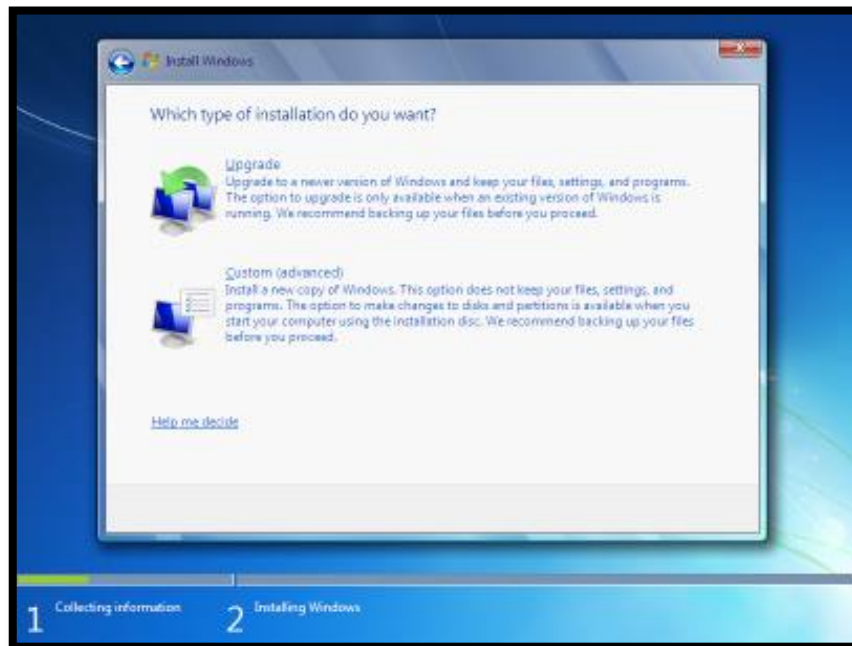 Install Windows
Which type of installation do you want?
Upgrade
Upgrade to a newer version of Windows and keep your files, settings, and programs.
The option to upgrade is only available when an existing version of Windows is
running. We recommend backing up your files before you proceed.
Custom (advanced)
Install a new copy of Windows. This option does not keep your files, settings, and
programs. The option to make changes to disks and partitions is available when you
start your computer using the installation disc. We recommend backing up your files
before you proceed.
Help me decide
1 Collecting information 2 Installing Windows